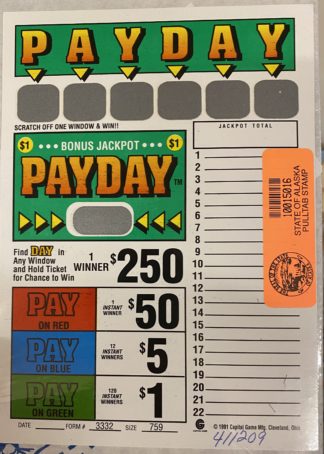 PAYDAY
SCRATCH OFF ONE WINDOW & WIN!!
JACKPOT TOTAL
$1 BONUS JACKPOT $1
PAYDAY™
Find DAY in
Any Window
and Hold Ticket
for Chance to Win
1
WINNER $250
PAY
ON RED
1
INSTANT
WINNER
$50
PAY
ON BLUE
12
INSTANT
WINNERS
$5
PAY
ON GREEN
120
INSTANT
WINNERS
$1
1
2
3
4
5
6
7
8
9
10
11
12
13
14
15
16
17
18
19
20
21
22
10015016
STATE OF ALASKA
PULLTAB STAMP
DATE FORM # 3332 SIZE 759
© 1991 Capitol Game Mfg. Cleveland, Ohio
411209